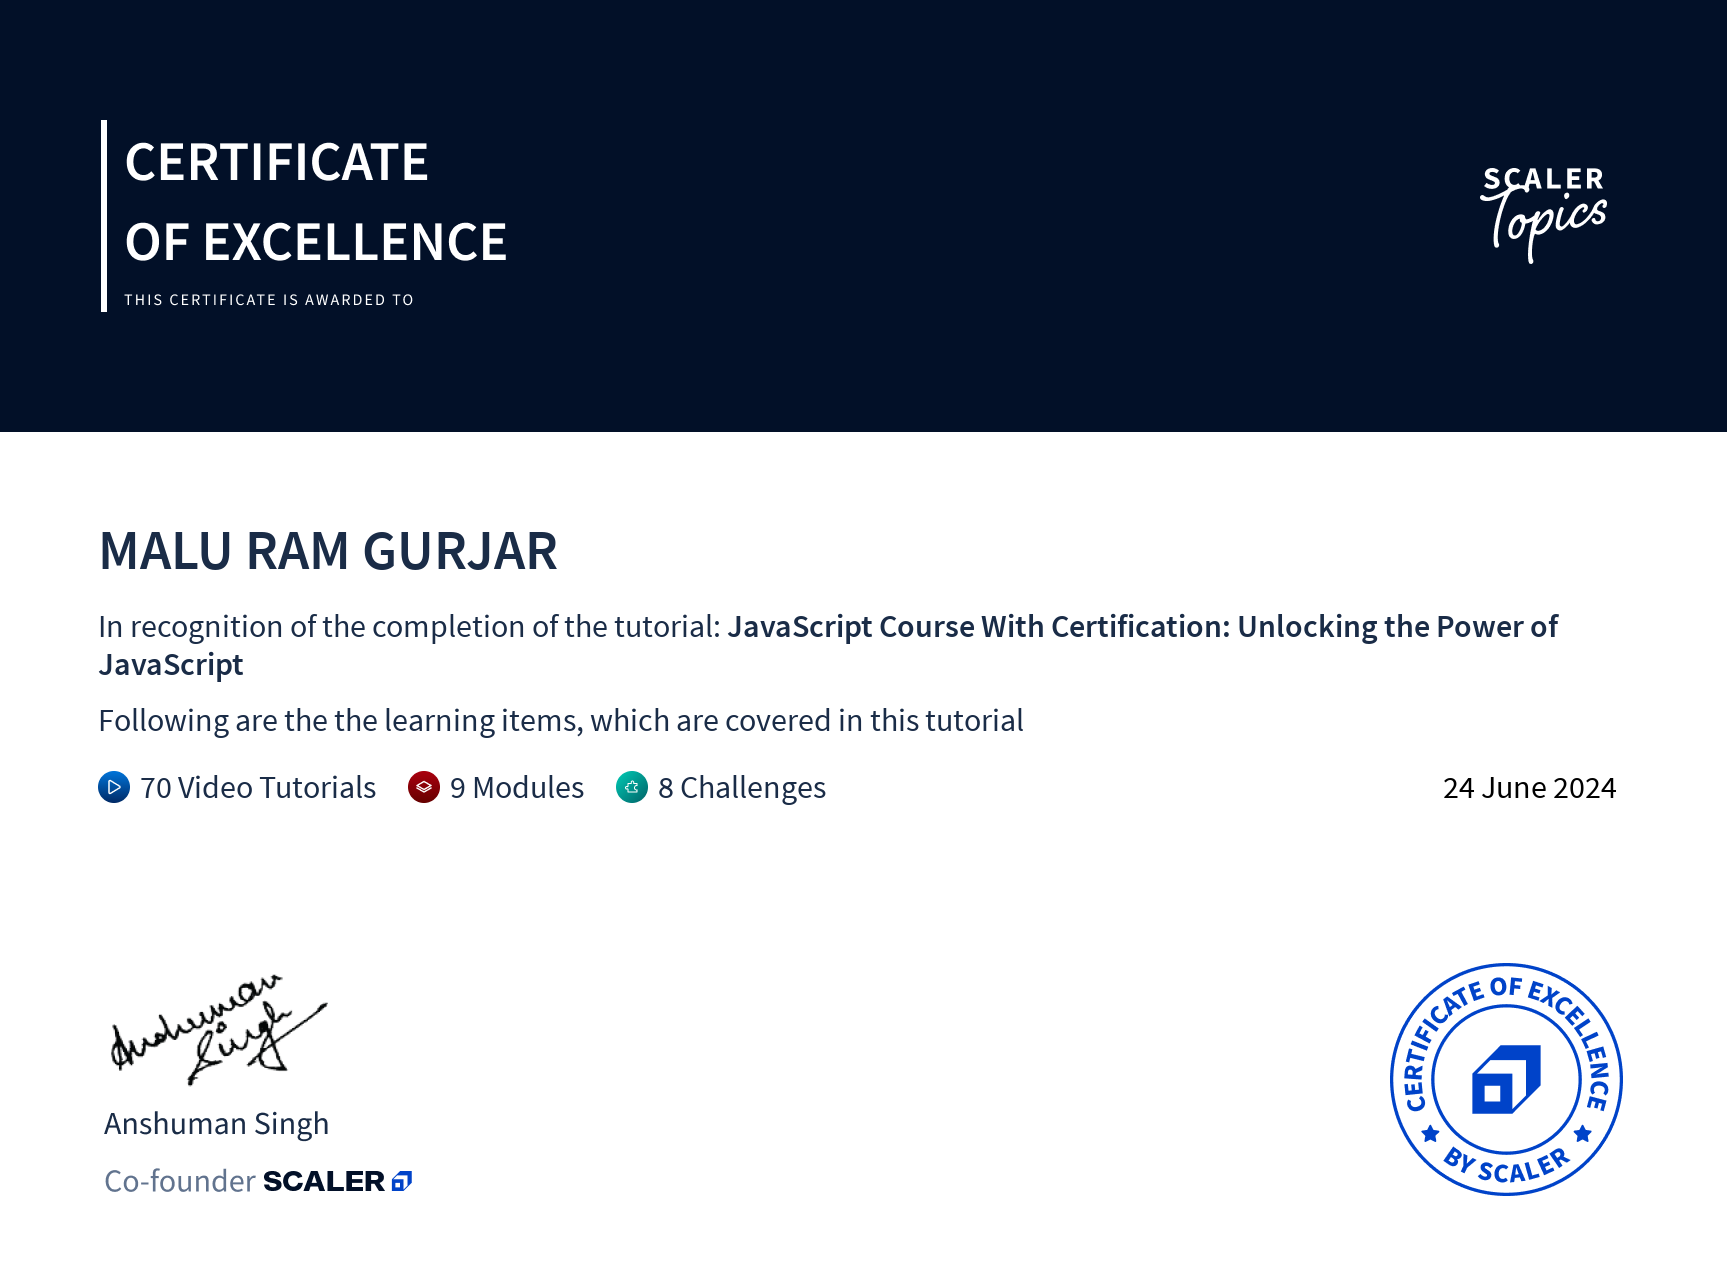 CERTIFICATE
OF EXCELLENCE
THIS CERTIFICATE IS AWARDED TO
SCALER
Topics
MALU RAM GURJAR
In recognition of the completion of the tutorial: JavaScript Course With Certification: Unlocking the Power of
JavaScript
Following are the the learning items, which are covered in this tutorial
70 Video Tutorials 9 Modules 8 Challenges 24 June 2024
Anshuman
Singh
Anshuman Singh
Co-founder SCALER
CERTIFICATE OF EXCELLENCE
BY SCALER